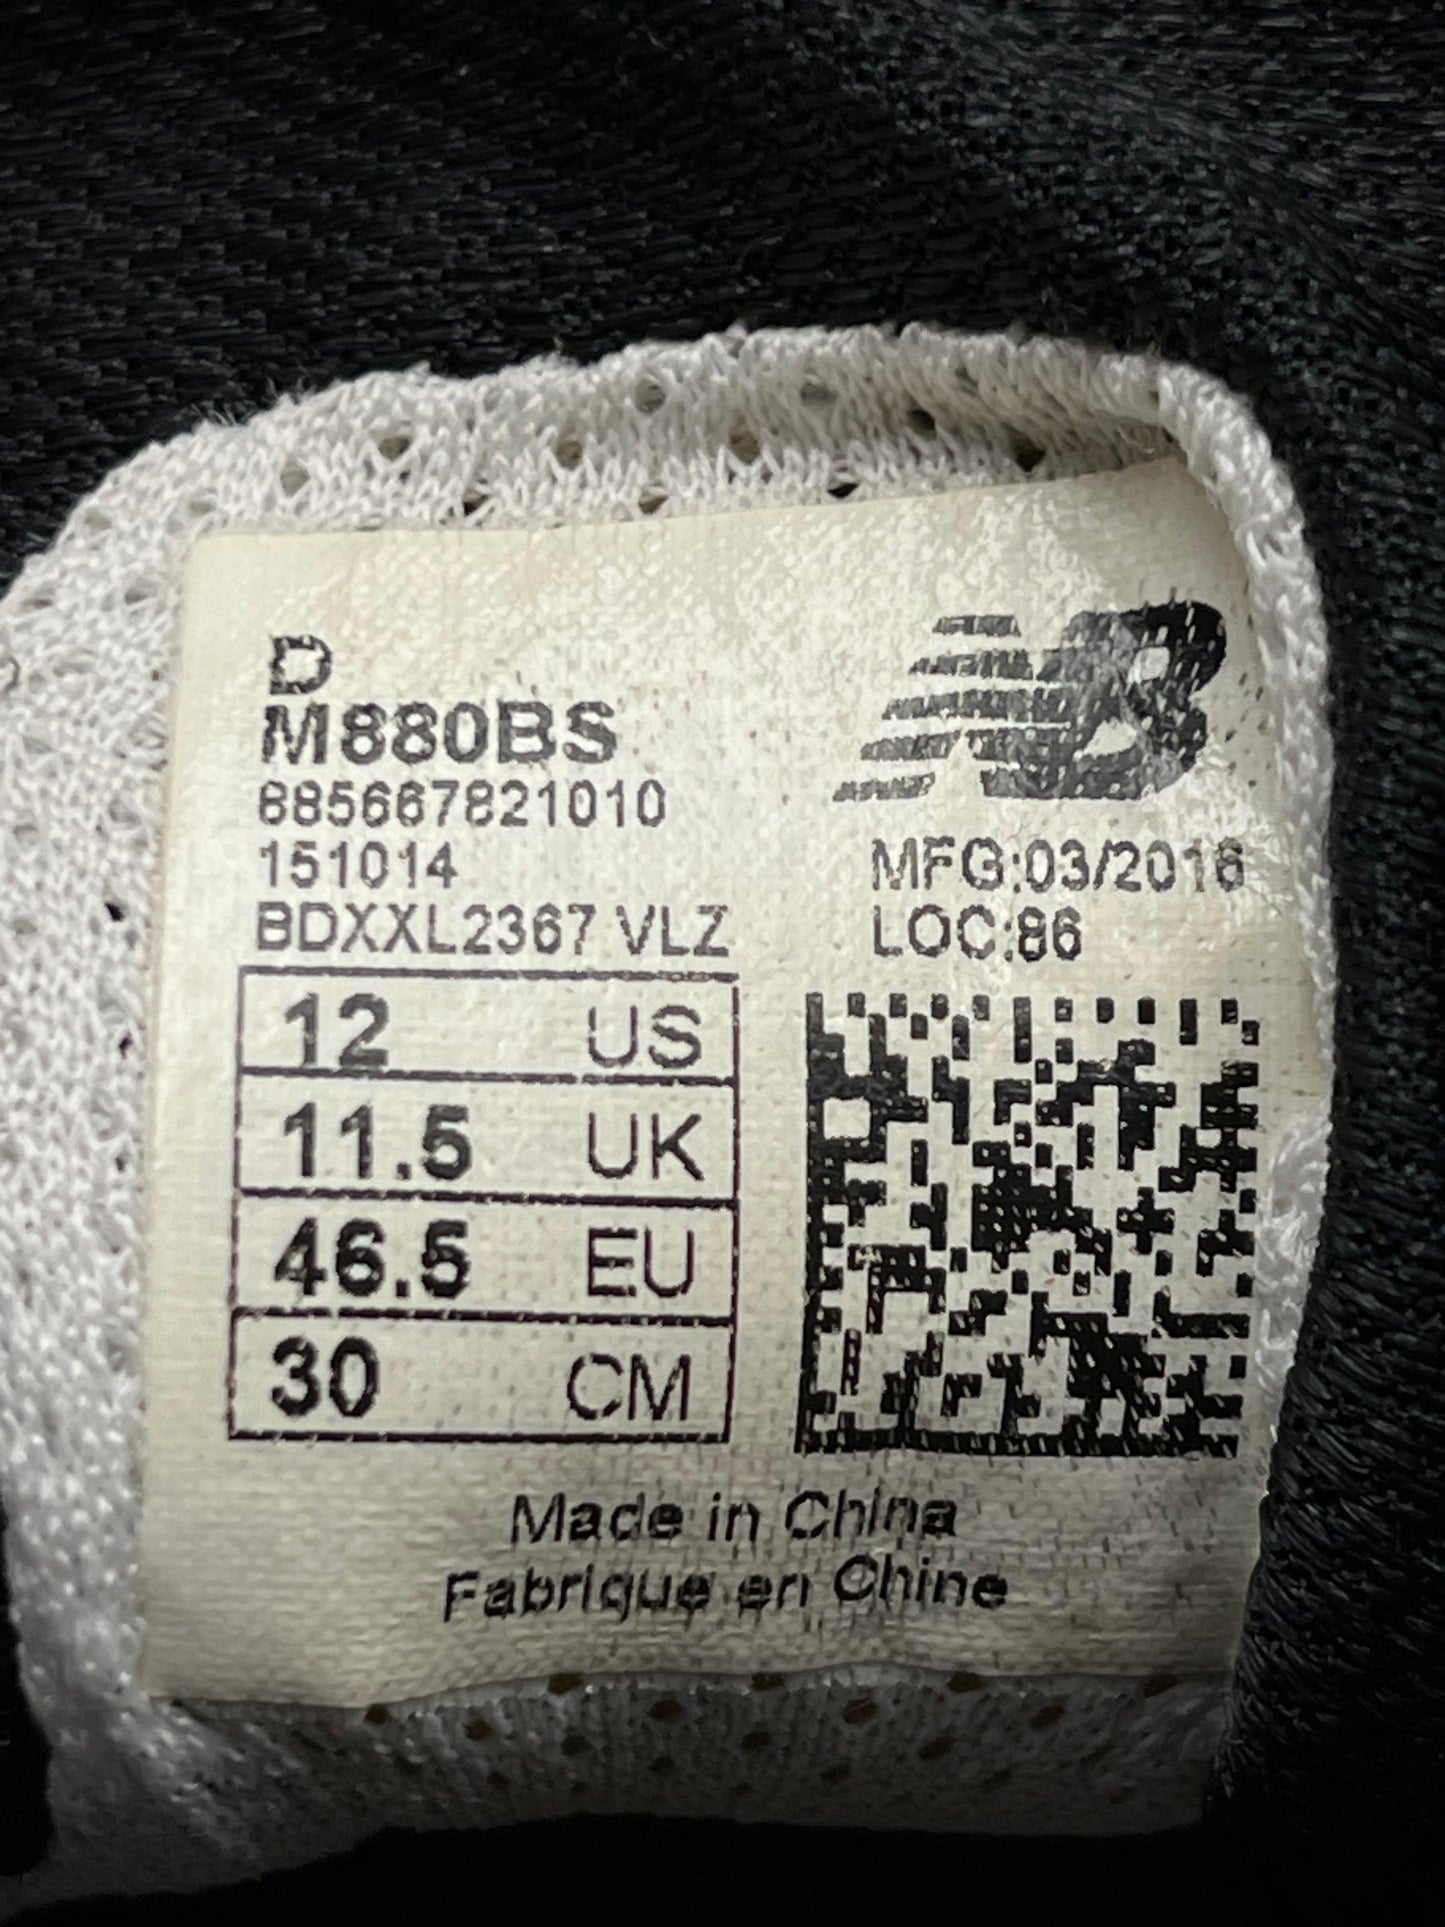 D
M880BS
885667821010
151014
BDXXL2367 VLZ
NB
MFG:03/2016
LOC:86
12 US
11.5 UK
46.5 EU
30 CM
Made in China
Fabrique en Chine